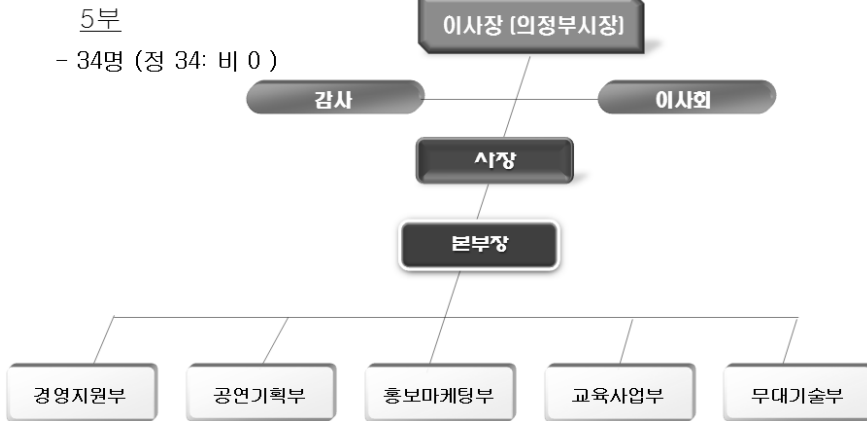 5부
- 34명 (정 34: 비 0 )
이사장 (의정부시장)
감사
이사회
사장
본부장
경영지원부
공연기획부
홍보마케팅부
교육사업부
무대기술부